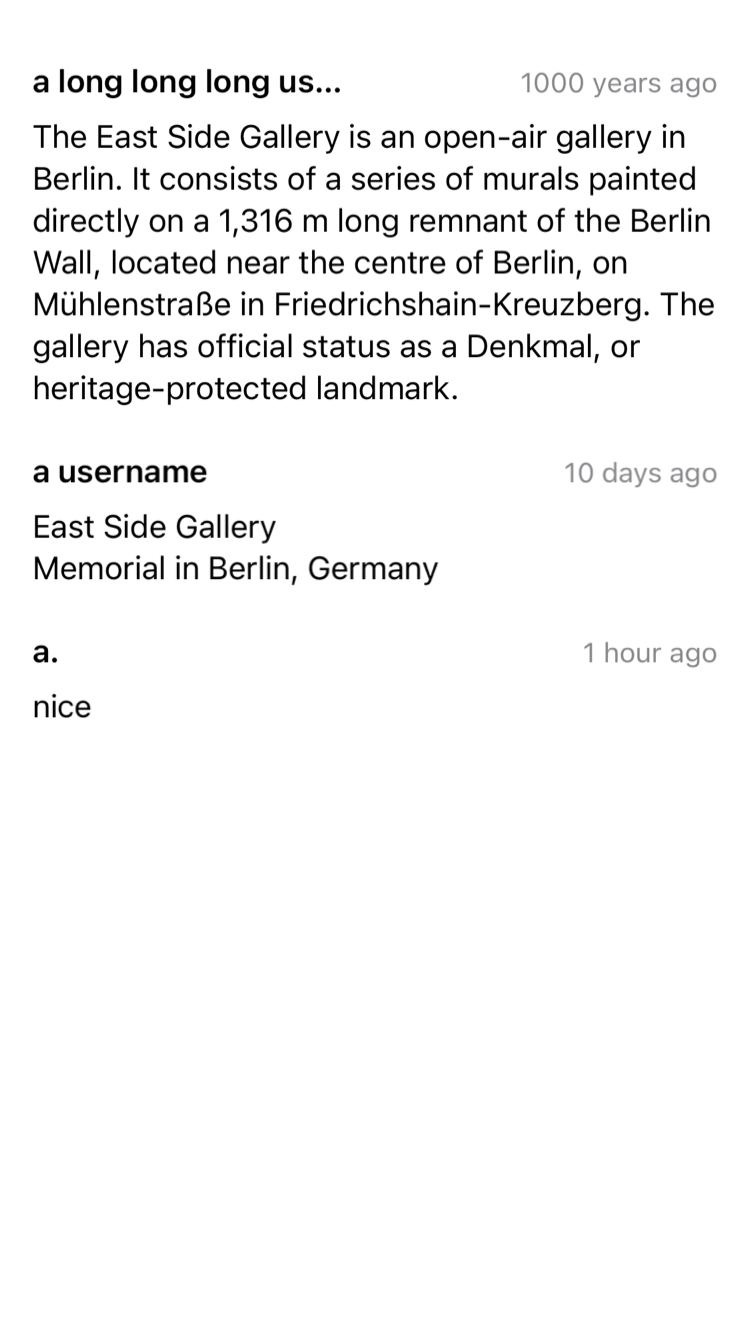 a long long long us...
1000 years ago
The East Side Gallery is an open-air gallery in
Berlin. It consists of a series of murals painted
directly on a 1,316 m long remnant of the Berlin
Wall, located near the centre of Berlin, on
Mühlenstraße in Friedrichshain-Kreuzberg. The
gallery has official status as a Denkmal, or
heritage-protected landmark.
a username
10 days ago
East Side Gallery
Memorial in Berlin, Germany
a.
1 hour ago
nice